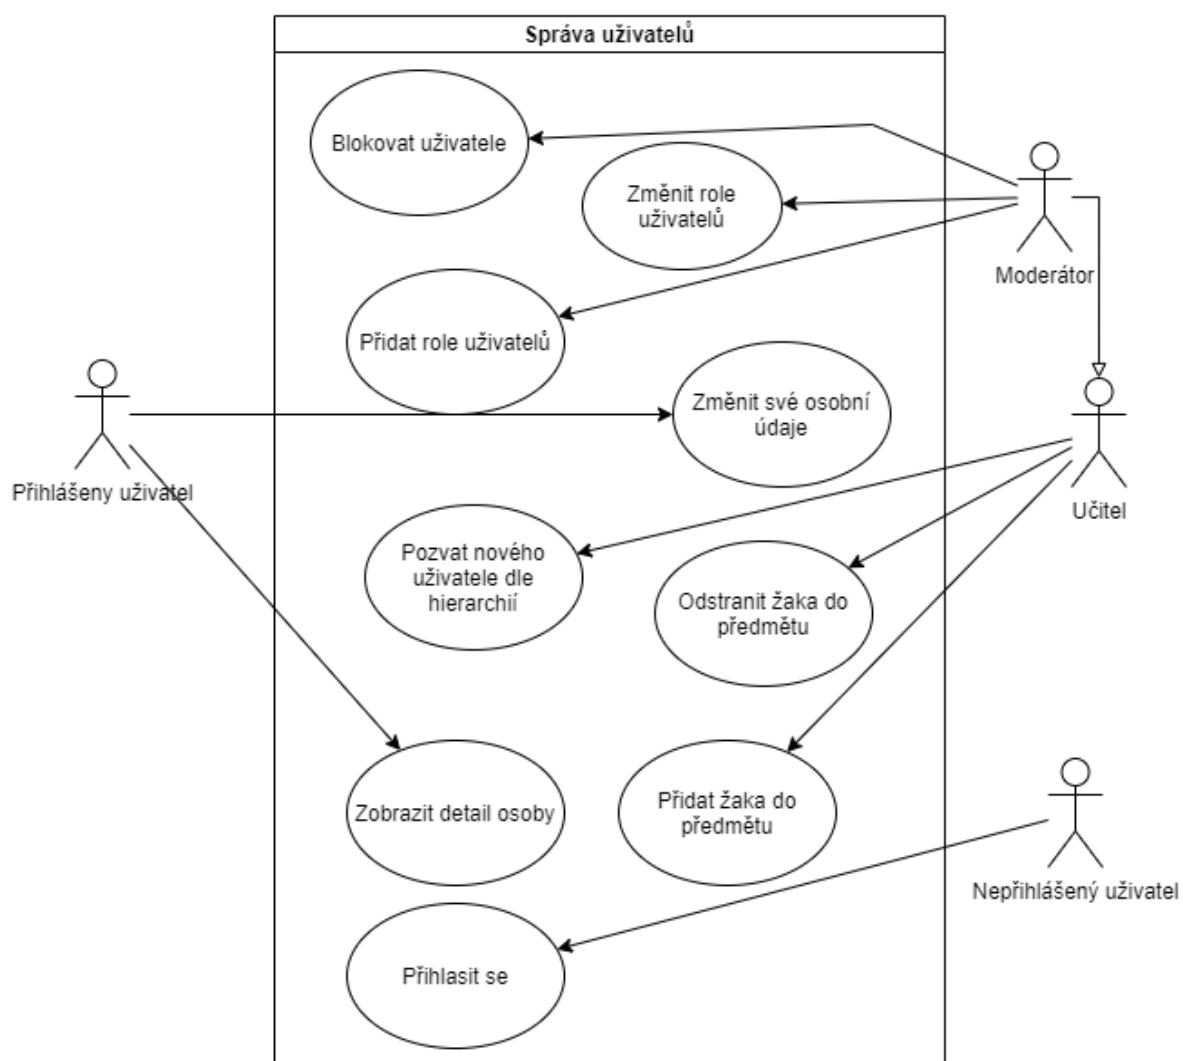 Správa uživatelů
Blokovat uživatele
Změnit role
uživatelů
Moderátor
Přidat role uživatelů
Změnit své osobní
údaje
Přihlášeny uživatel
Učitel
Pozvat nového
uživatele dle
hierarchií
Odstranit žaka do
předmětu
Zobrazit detail osoby
Přidat žaka do
předmětu
Nepřihlášený uživatel
Přihlasit se